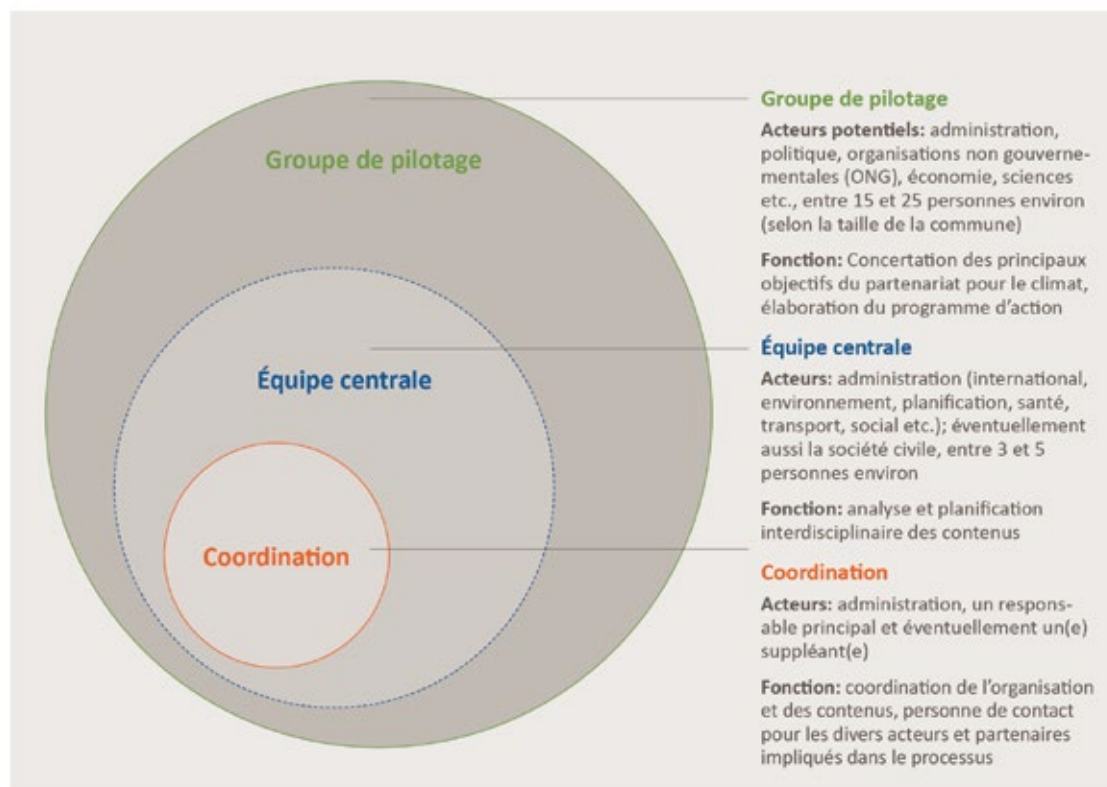 Groupe de pilotage
Équipe centrale
Coordination
Groupe de pilotage
Acteurs potentiels: administration,
politique, organisations non gouverne-
mentales (ONG), économie, sciences
etc., entre 15 et 25 personnes environ
(selon la taille de la commune)
Fonction: Concertation des principaux
objectifs du partenariat pour le climat,
élaboration du programme d’action
Équipe centrale
Acteurs: administration (international,
environnement, planification, santé,
transport, social etc.); éventuellement
aussi la société civile, entre 3 et 5
personnes environ
Fonction: analyse et planification
interdisciplinaire des contenus
Coordination
Acteurs: administration, un respons-
able principal et éventuellement un(e)
suppléant(e)
Fonction: coordination de l’organisation
et des contenus, personne de contact
pour les divers acteurs et partenaires
impliqués dans le processus